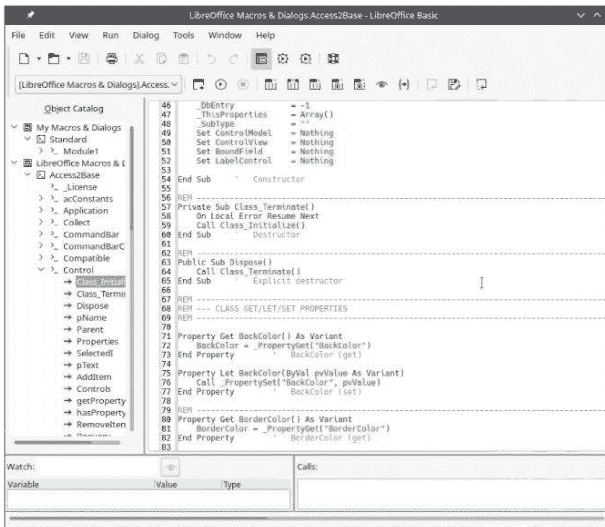 LibreOffice Macros & Dialogs.Access2Base - LibreOffice Basic
File Edit View Run Dialog Tools Window Help
[LibreOffice Macros & Dialogs].Access.
Object Catalog
My Macros & Dialogs
Standard
Module1
LibreOffice Macros & D
Access2Base
_License
acConstants
Application
Collect
CommandBar
CommandBarC
Compatible
Control
Class_Initiali
Class_Termin
Dispose
pName
Parent
Properties
SelectedI
pText
AddItem
Controls
getProperty
hasProperty
RemoveItem
46 _DbEntry = -1
47 _ThisProperties = Array()
48 _SubType = ""
49 Set ControlModel = Nothing
50 Set ControlView = Nothing
51 Set BoundField = Nothing
52 Set LabelControl = Nothing
53
54 End Sub ' Constructor
55
56 REM -----
57 Private Sub Class_Terminate()
58 On Local Error Resume Next
59 Call Class_Initialize()
60 End Sub ' Destructor
61
62 REM -----
63 Public Sub Dispose()
64 Call Class_Terminate()
65 End Sub ' Explicit destructor
66
67 REM -----
68 REM --- CLASS GET/LET/SET PROPERTIES
69 REM -----
70
71 Property Get BackColor() As Variant
72 BackColor = _PropertyGet("BackColor")
73 End Property ' BackColor (get)
74
75 Property Let BackColor(ByVal pvValue As Variant)
76 Call _PropertySet("BackColor", pvValue)
77 End Property ' BackColor (set)
78
79 REM -----
80 Property Get BorderColor() As Variant
81 BorderColor = _PropertyGet("BorderColor")
82 End Property ' BorderColor (get)
83
Watch:
Variable Value Type
Calls: